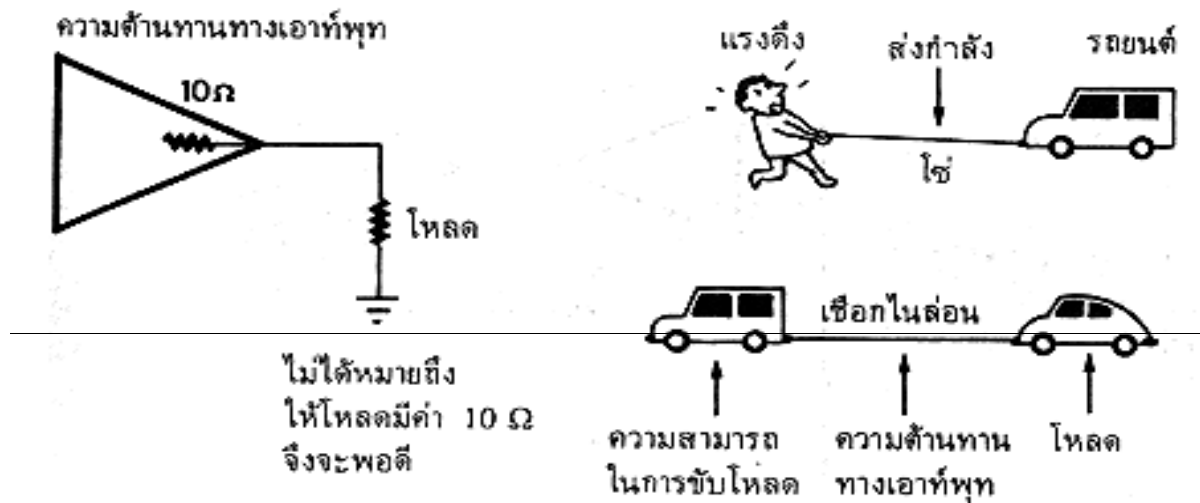 ความต้านทานทางเอาท์พุท
10Ω
โหลด
ไม่ได้หมายถึง
ให้โหลดมีค่า 10 Ω
จึงจะพอดี
แรงดึง
ส่งกำลัง
รถยนต์
โซ่
เชือกไนล่อน
ความสามารถ
ในการขับโหลด
ความต้านทาน
ทางเอาท์พุท
โหลด